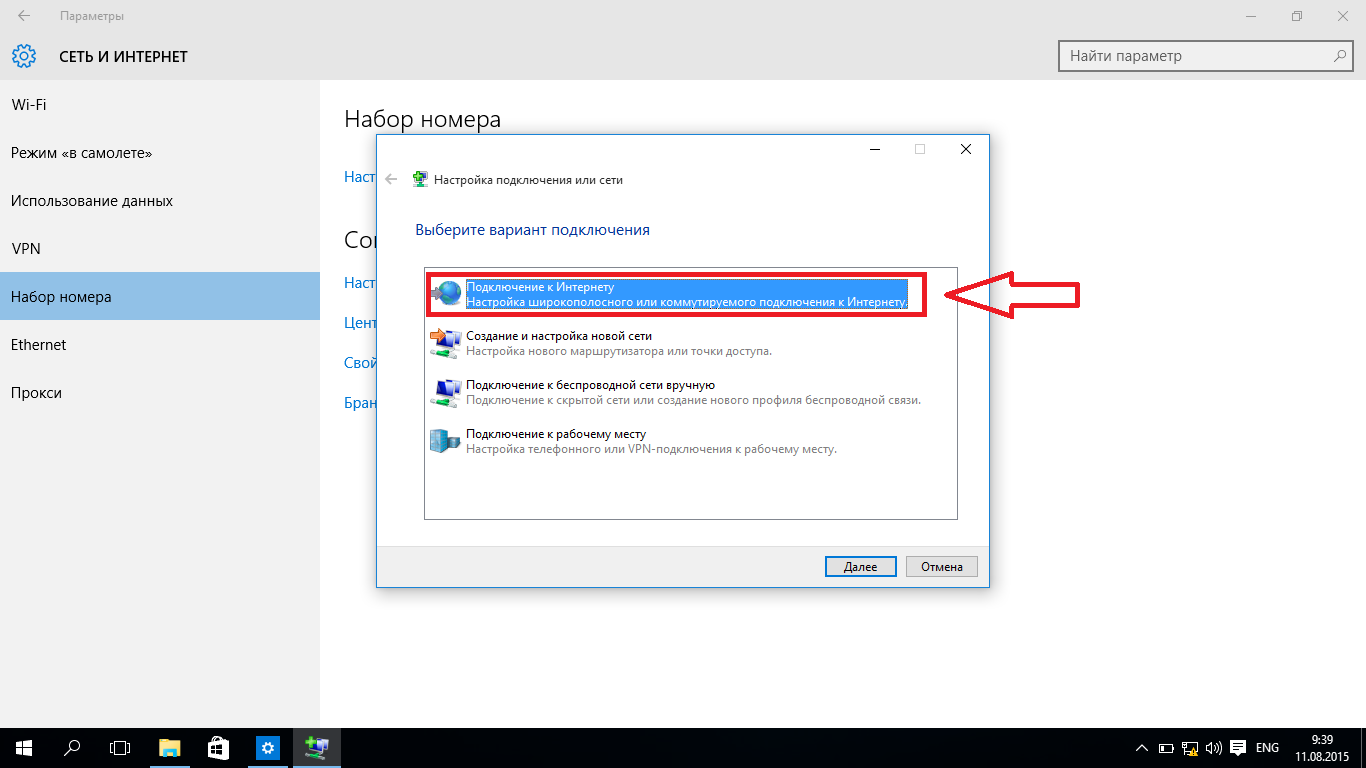 Параметры
СЕТЬ И ИНТЕРНЕТ
Найти параметр
Wi-Fi
Режим «в самолете»
Использование данных
VPN
Набор номера
Ethernet
Прокси
Набор номера
Наст
Наст
Цент
Свой
Бран
Настройка подключения или сети
Выберите вариант подключения
Подключение к Интернету
Настройка широкополосного или коммутируемого подключения к Интернету.
Создание и настройка новой сети
Настройка нового маршрутизатора или точки доступа.
Подключение к беспроводной сети вручную
Подключение к скрытой сети или создание нового профиля беспроводной связи.
Подключение к рабочему месту
Настройка телефонного или VPN-подключения к рабочему месту.
Далее
Отмена
ENG
9:39
11.08.2015